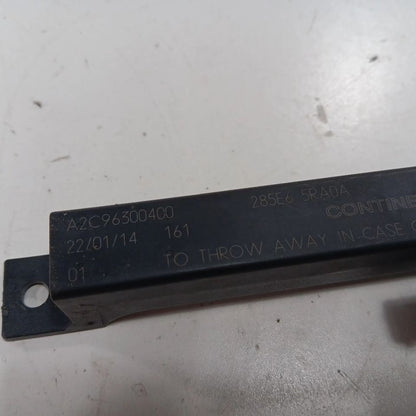 A2C96300400 285E6 5RA0A
22/01/14 161 CONTINE
01 TO THROW AWAY IN CASE